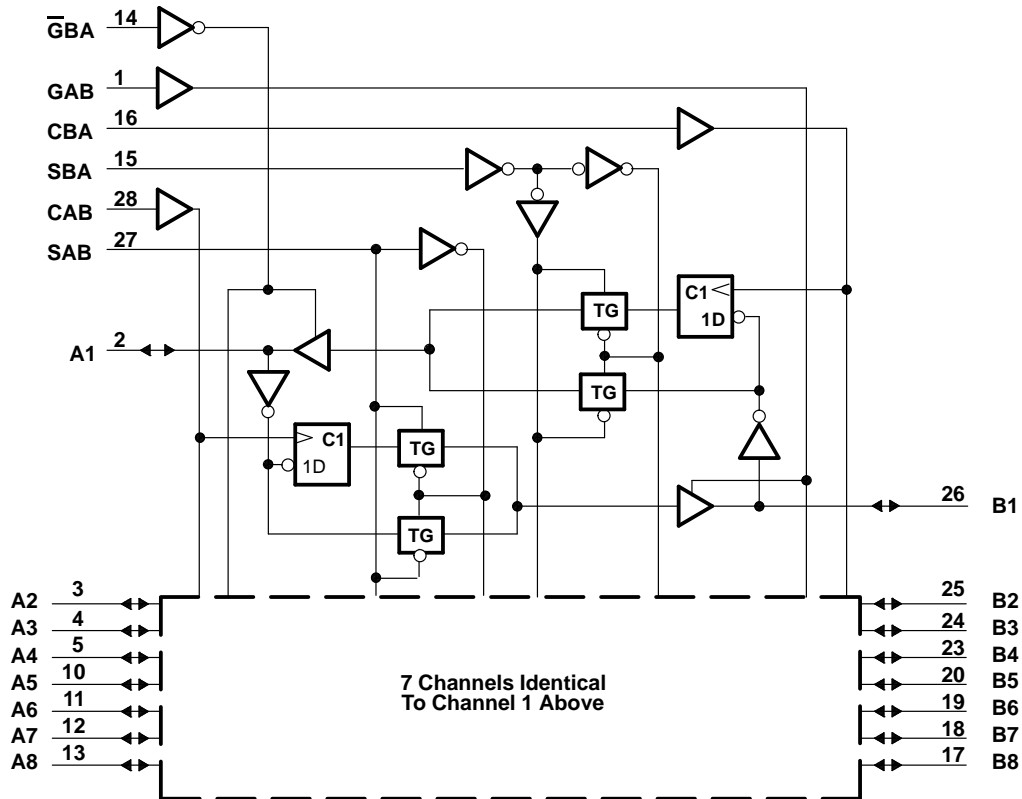 G̅BA 14
GAB 1
CBA 16
SBA 15
CAB 28
SAB 27
C1
1D
TG
A1 2
TG
C1
1D
TG
TG
26 B1
A2 3
25 B2
A3 4
24 B3
A4 5
23 B4
A5 10
20 B5
A6 11
19 B6
A7 12
18 B7
A8 13
17 B8
7 Channels Identical
To Channel 1 Above